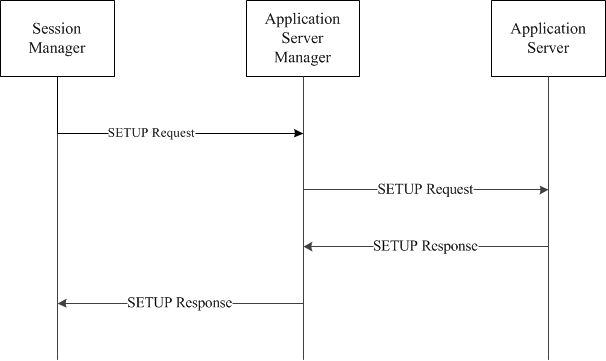 Session
Manager
Application
Server
Manager
Application
Server
SETUP Request
SETUP Request
SETUP Response
SETUP Response